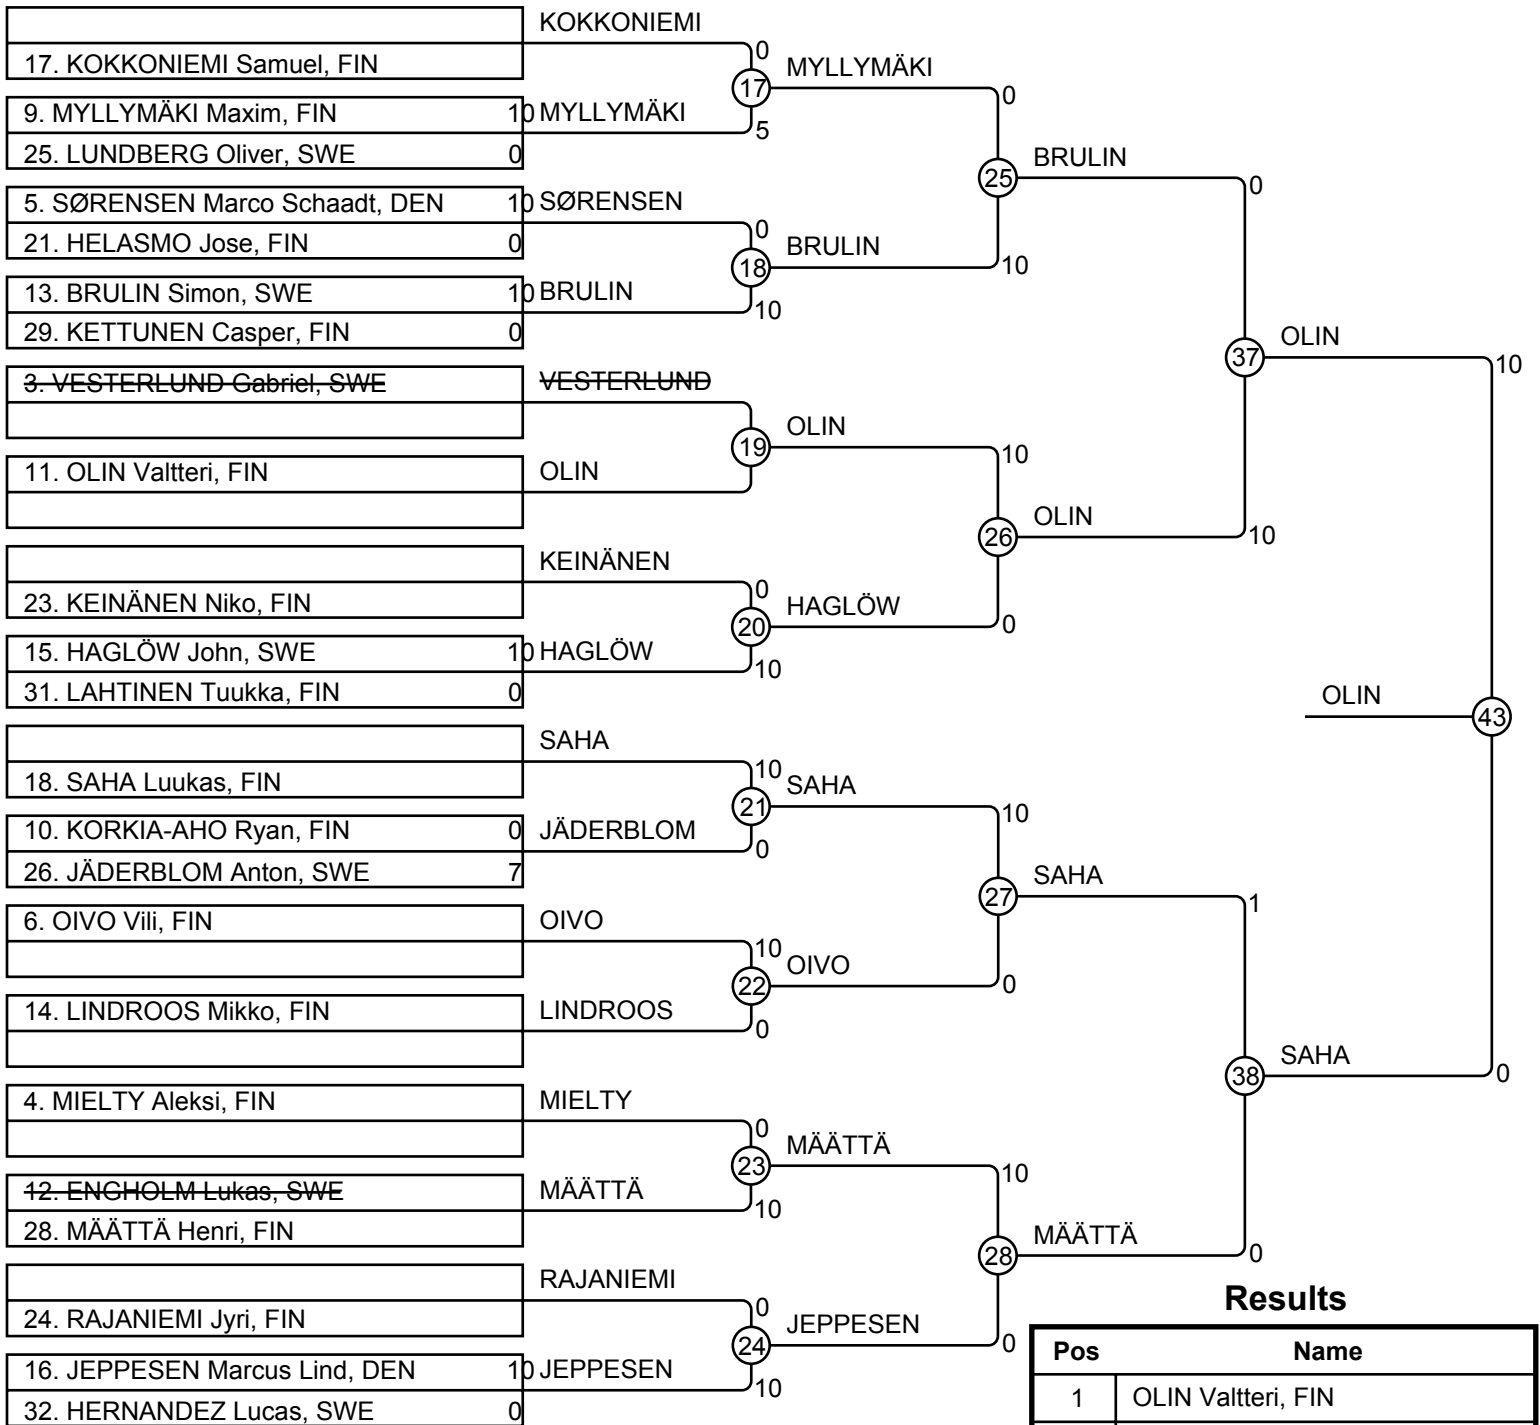 KOKKONIEMI
17. KOKKONIEMI Samuel, FIN
0
17
MYLLYMÄKI
9. MYLLYMÄKI Maxim, FIN 10 MYLLYMÄKI
5
25. LUNDBERG Oliver, SWE 0
0
25
BRULIN
5. SØRENSEN Marco Schaadt, DEN 10 SØRENSEN
21. HELASMO Jose, FIN 0
0
18
BRULIN
10
13. BRULIN Simon, SWE 10 BRULIN
10
29. KETTUNEN Casper, FIN 0
0
37
OLIN
10
3. VESTERLUND Gabriel, SWE VESTERLUND
19
OLIN
10
11. OLIN Valtteri, FIN OLIN
26
OLIN
10
KEINÄNEN
23. KEINÄNEN Niko, FIN
0
20
HAGLÖW
0
15. HAGLÖW John, SWE 10 HAGLÖW
10
31. LAHTINEN Tuukka, FIN 0
OLIN
43
SAHA
18. SAHA Luukas, FIN
10
21
SAHA
10
10. KORKIA-AHO Ryan, FIN 0 JÄDERBLOM
0
26. JÄDERBLOM Anton, SWE 7
27
SAHA
1
6. OIVO Vili, FIN OIVO
10
22
OIVO
0
14. LINDROOS Mikko, FIN LINDROOS
0
38
SAHA
0
4. MIELTY Aleksi, FIN MIELTY
0
23
MÄÄTTÄ
10
12. ENGHOLM Lukas, SWE MÄÄTTÄ
10
28. MÄÄTTÄ Henri, FIN
28
MÄÄTTÄ
0
RAJANIEMI
24. RAJANIEMI Jyri, FIN
0
24
JEPPESEN
0
16. JEPPESEN Marcus Lind, DEN 10 JEPPESEN
10
32. HERNANDEZ Lucas, SWE 0
Results
Pos Name
1 OLIN Valtteri, FIN